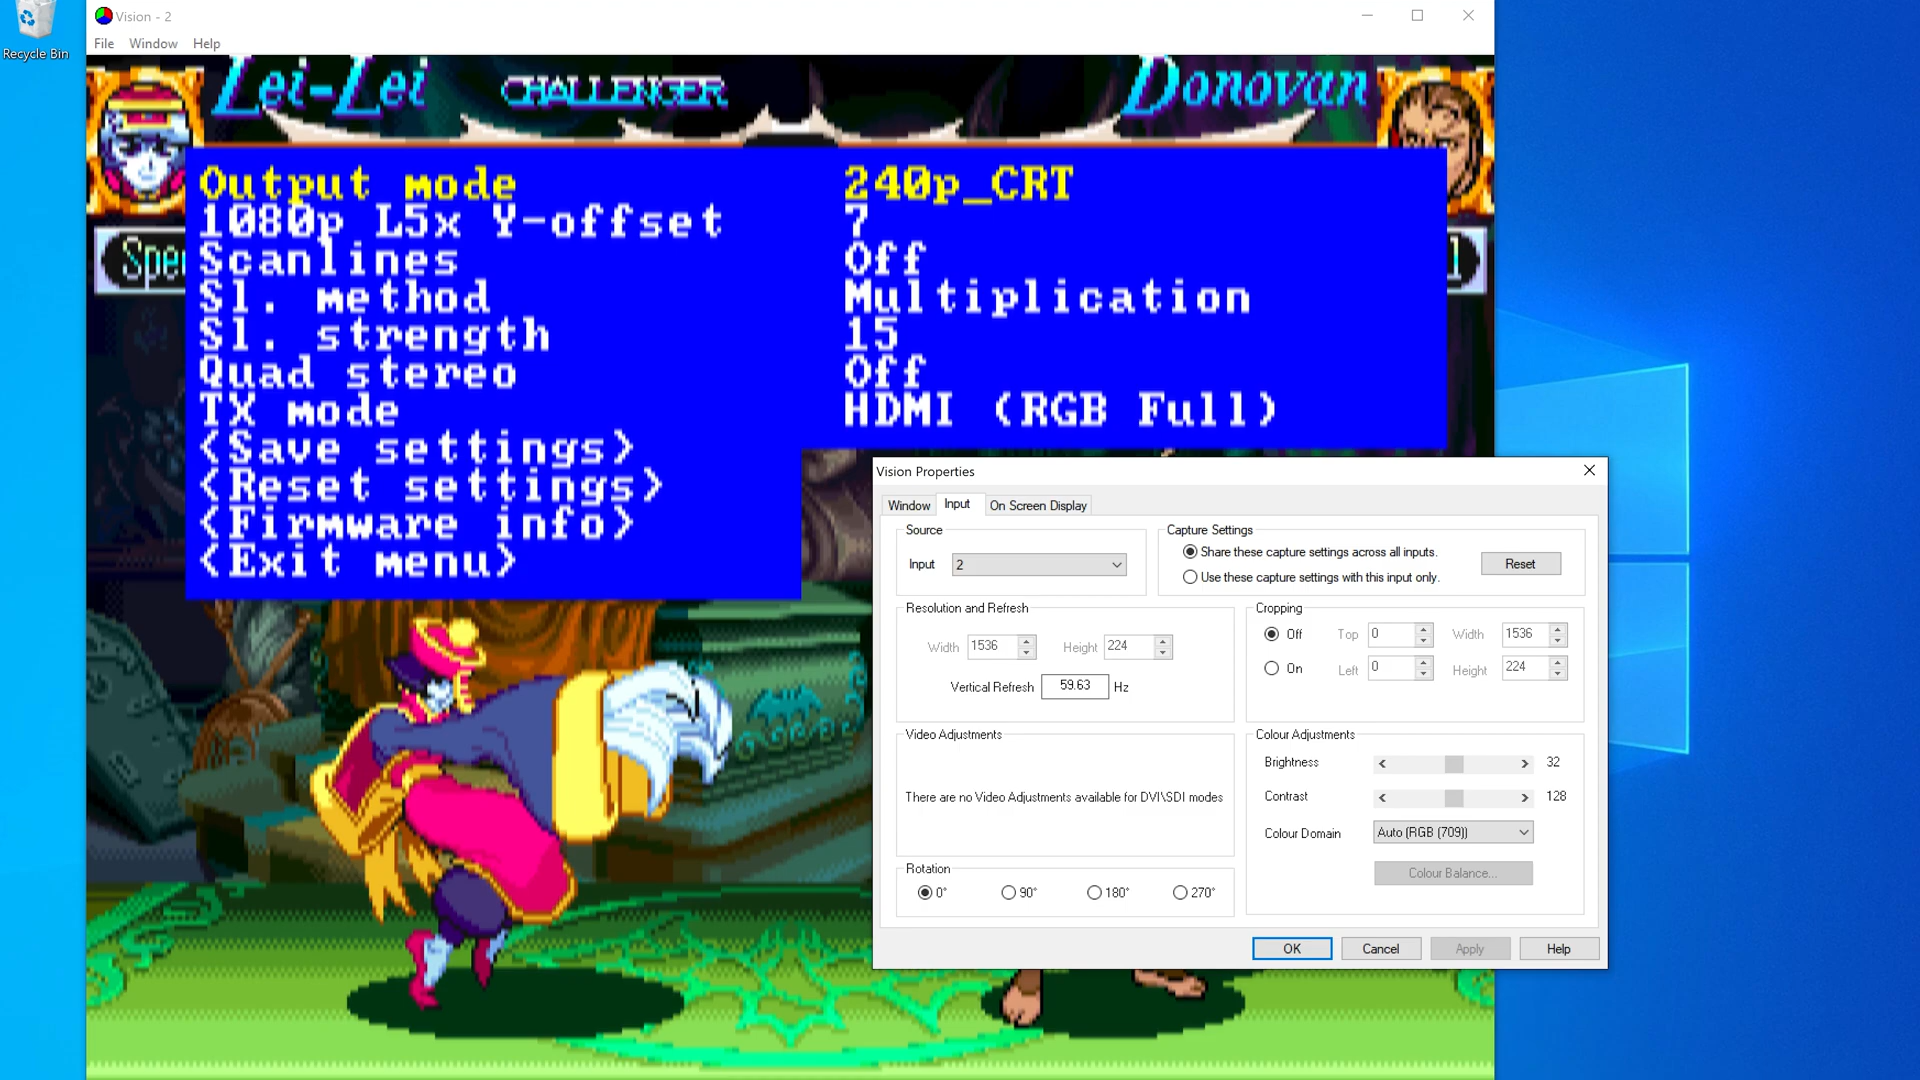 Recycle Bin
Vision - 2
File Window Help
Lei-Lei CHALLENGER Donovan
Output mode 240p_CRT
1080p L5x Y-offset 7
Scanlines Off
Sl. method Multiplication
Sl. strength 15
Quad stereo Off
TX mode HDMI (RGB Full)
<Save settings>
<Reset settings>
<Firmware info>
<Exit menu>
Vision Properties
Window Input On Screen Display
Source
Input 2
Capture Settings
Share these capture settings across all inputs.
Use these capture settings with this input only.
Reset
Resolution and Refresh
Width 1536 Height 224
Vertical Refresh 59.63 Hz
Cropping
Off Top 0 Width 1536
On Left 0 Height 224
Video Adjustments
There are no Video Adjustments available for DVI\SDI modes
Colour Adjustments
Brightness 32
Contrast 128
Colour Domain Auto (RGB (709))
Colour Balance...
Rotation
0° 90° 180° 270°
OK Cancel Apply Help